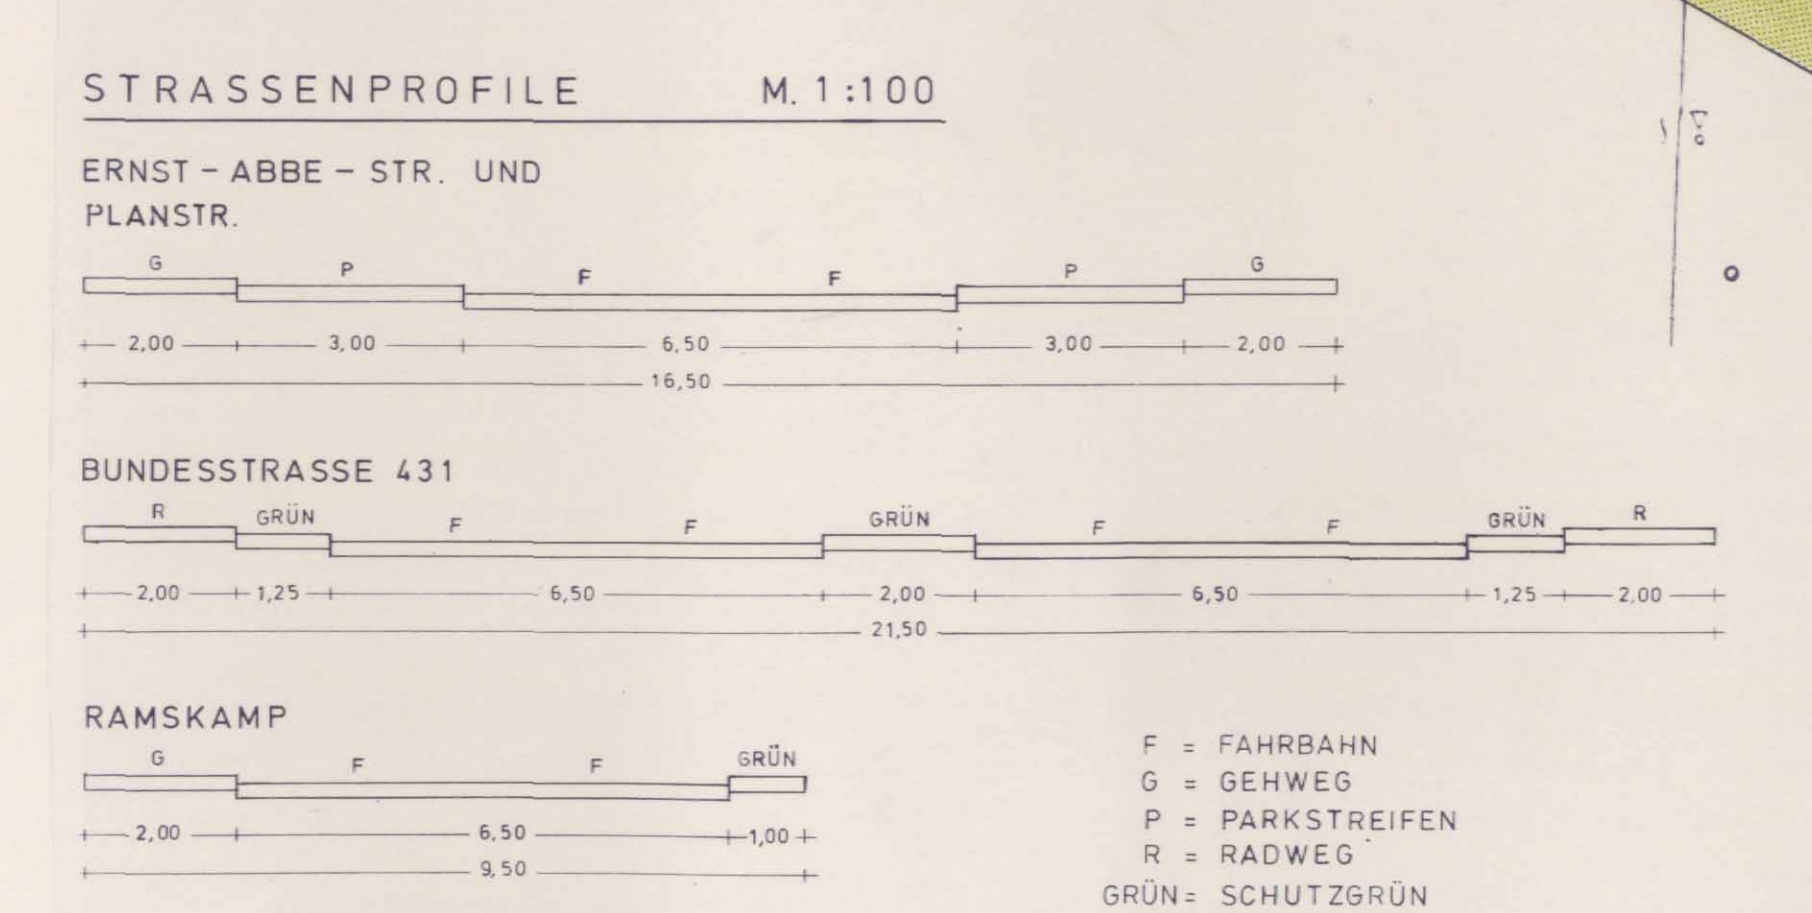 STRASSENPROFILE M. 1:100
ERNST - ABBE - STR. UND
PLANSTR.
G P F F P G
2,00 3,00 6,50 3,00 2,00
16,50
BUNDESSTRASSE 431
R GRÜN F F GRÜN F F GRÜN R
2,00 1,25 6,50 2,00 6,50 1,25 2,00
21,50
RAMSKAMP
G F F GRÜN
2,00 6,50 1,00
9,50
F = FAHRBAHN
G = GEHWEG
P = PARKSTREIFEN
R = RADWEG
GRÜN = SCHUTZGRÜN